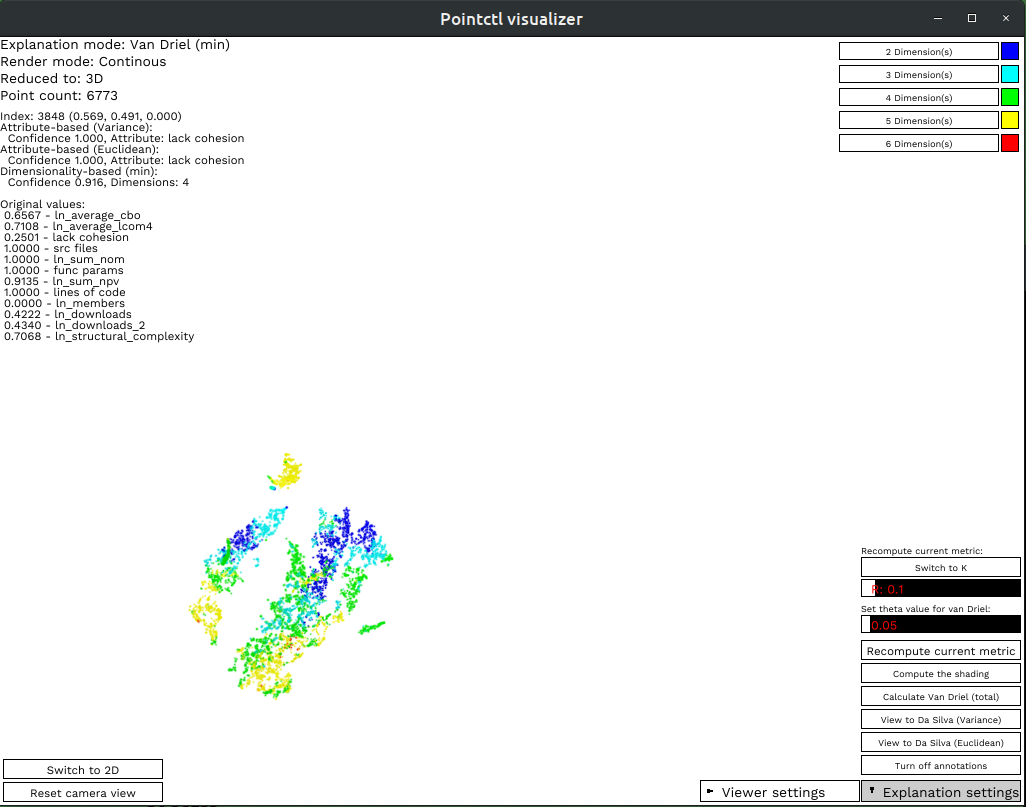 Pointctl visualizer
Explanation mode: Van Driel (min)
Render mode: Continous
Reduced to: 3D
Point count: 6773
Index: 3848 (0.569, 0.491, 0.000)
Attribute-based (Variance):
Confidence 1.000, Attribute: lack cohesion
Attribute-based (Euclidean):
Confidence 1.000, Attribute: lack cohesion
Dimensionality-based (min):
Confidence 0.916, Dimensions: 4
Original values:
0.6567 - ln_average_cbo
0.7108 - ln_average_lcom4
0.2501 - lack cohesion
1.0000 - src files
1.0000 - ln_sum_nom
1.0000 - func params
0.9135 - ln_sum_npv
1.0000 - lines of code
0.0000 - ln_members
0.4222 - ln_downloads
0.4340 - ln_downloads_2
0.7068 - ln_structural_complexity
2 Dimension(s)
3 Dimension(s)
4 Dimension(s)
5 Dimension(s)
6 Dimension(s)
Recompute current metric:
Switch to K
R: 0.1
Set theta value for van Driel:
0.05
Recompute current metric
Compute the shading
Calculate Van Driel (total)
View to Da Silva (Variance)
View to Da Silva (Euclidean)
Turn off annotations
Switch to 2D
Reset camera view
Viewer settings
Explanation settings